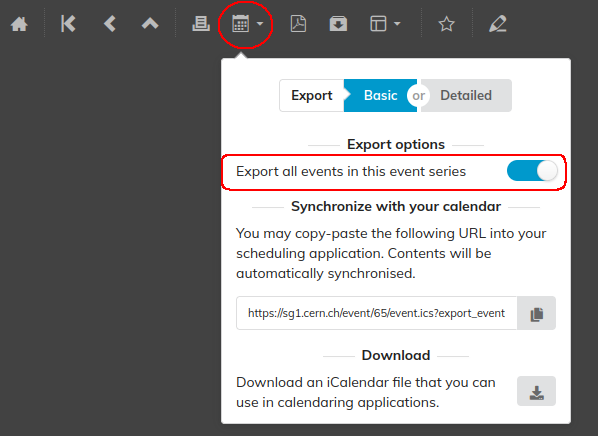 Export Basic or Detailed
Export options
Export all events in this event series
Synchronize with your calendar
You may copy-paste the following URL into your
scheduling application. Contents will be
automatically synchronised.
https://sg1.cern.ch/event/65/event.ics?export_event
Download
Download an iCalendar file that you can
use in calendaring applications.